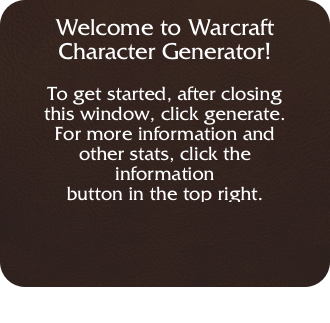 Welcome to Warcraft
Character Generator!
To get started, after closing
this window, click generate.
For more information and
other stats, click the
information
button in the top right.